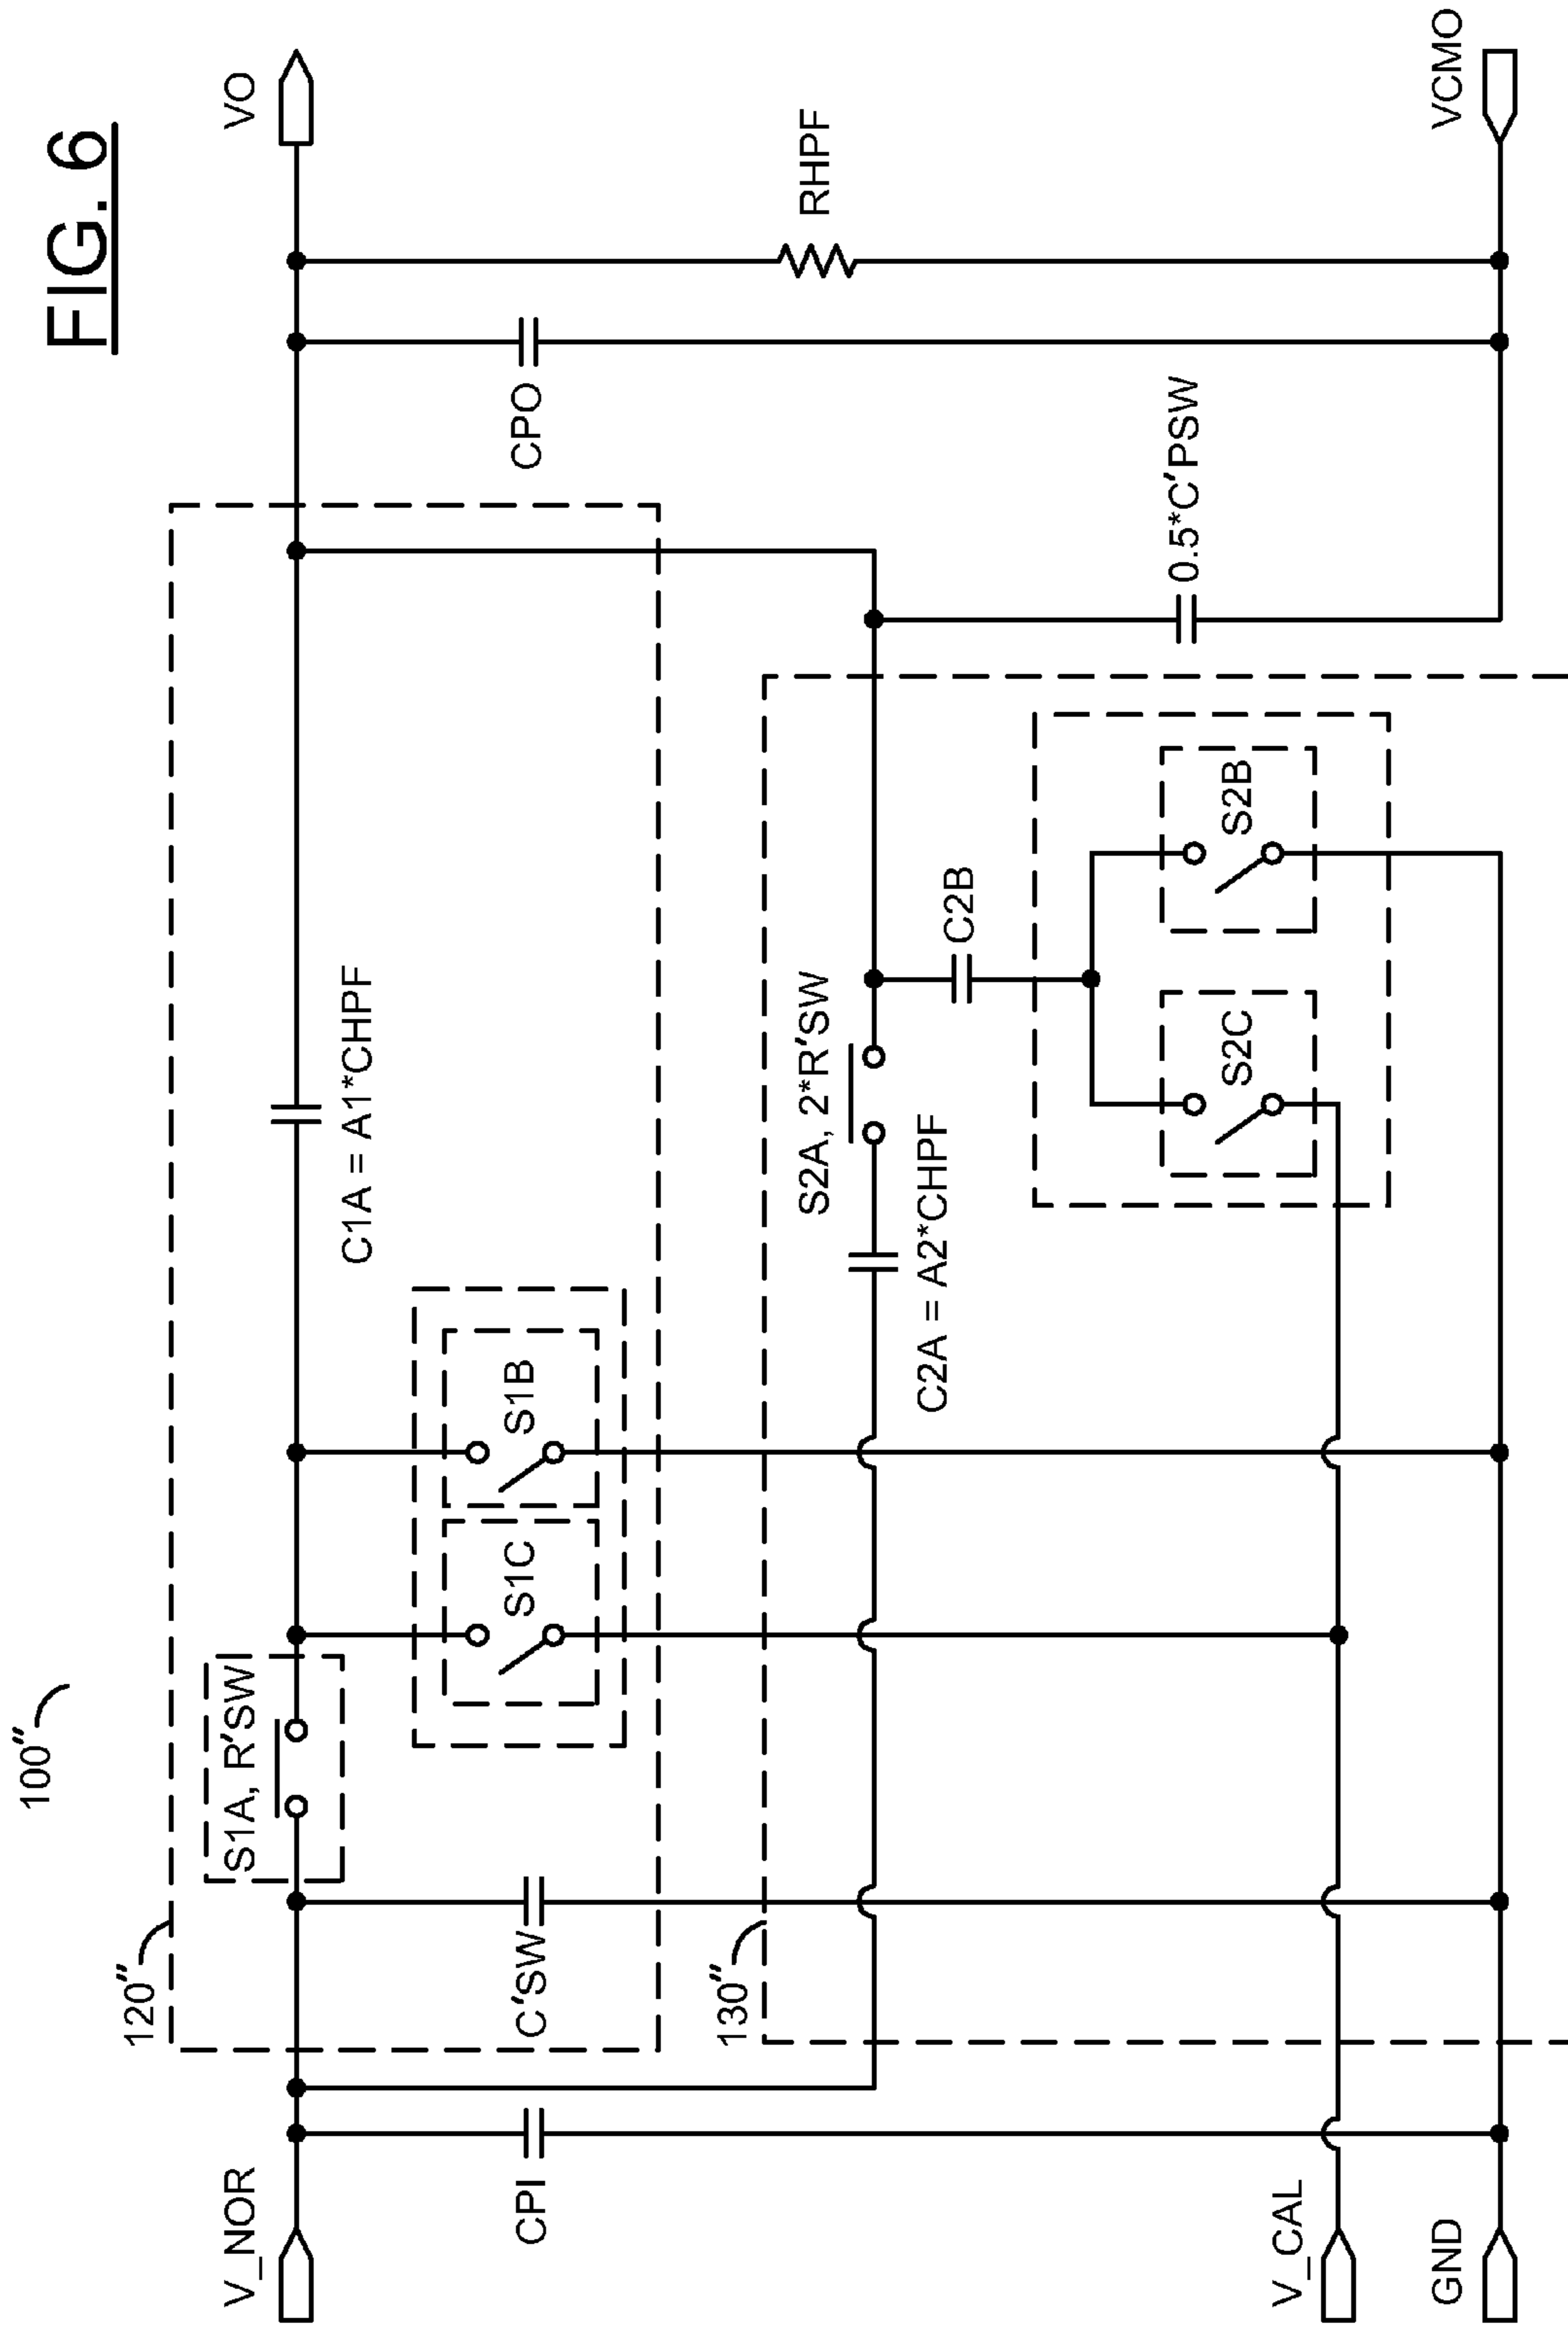 FIG. 6
100″
120″
S1A, R′SW
C1A = A1*CHPF
VO
V_NOR
S1C
S1B
CPI
C′SW
CPO
RHPF
130″
S2A, 2*R′SW
C2A = A2*CHPF
C2B
S2C
S2B
0.5*C′PSW
V_CAL
GND
VCMO